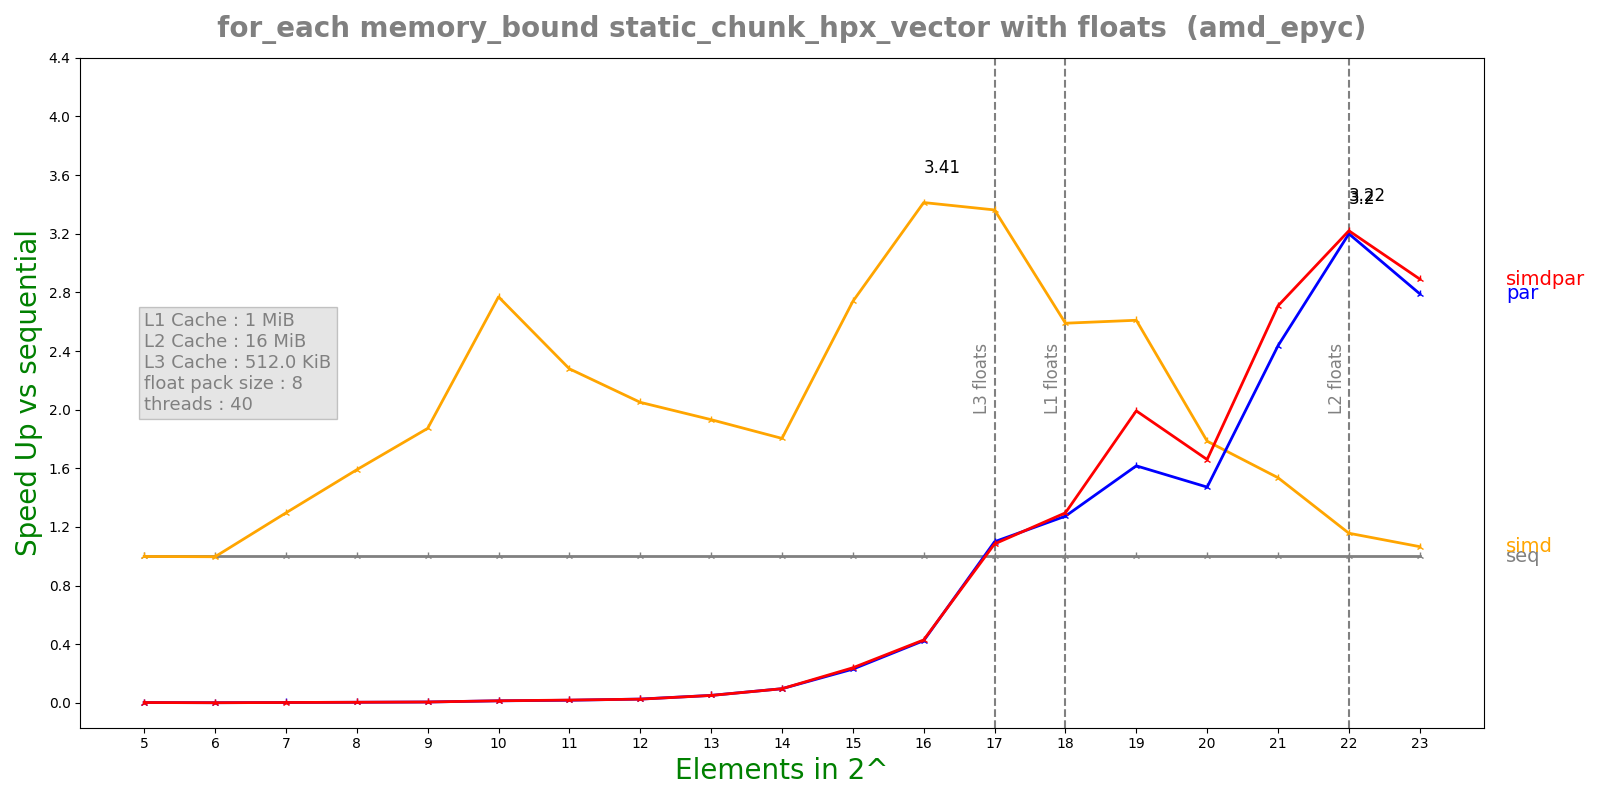 for_each memory_bound static_chunk_hpx_vector with floats (amd_epyc)
Speed Up vs sequential
4.4
4.0
3.6
3.2
2.8
2.4
2.0
1.6
1.2
0.8
0.4
0.0
3.41
3.22
3.2
L1 Cache : 1 MiB
L2 Cache : 16 MiB
L3 Cache : 512.0 KiB
float pack size : 8
threads : 40
L3 floats
L1 floats
L2 floats
simdpar
par
simd
seq
5 6 7 8 9 10 11 12 13 14 15 16 17 18 19 20 21 22 23
Elements in 2^